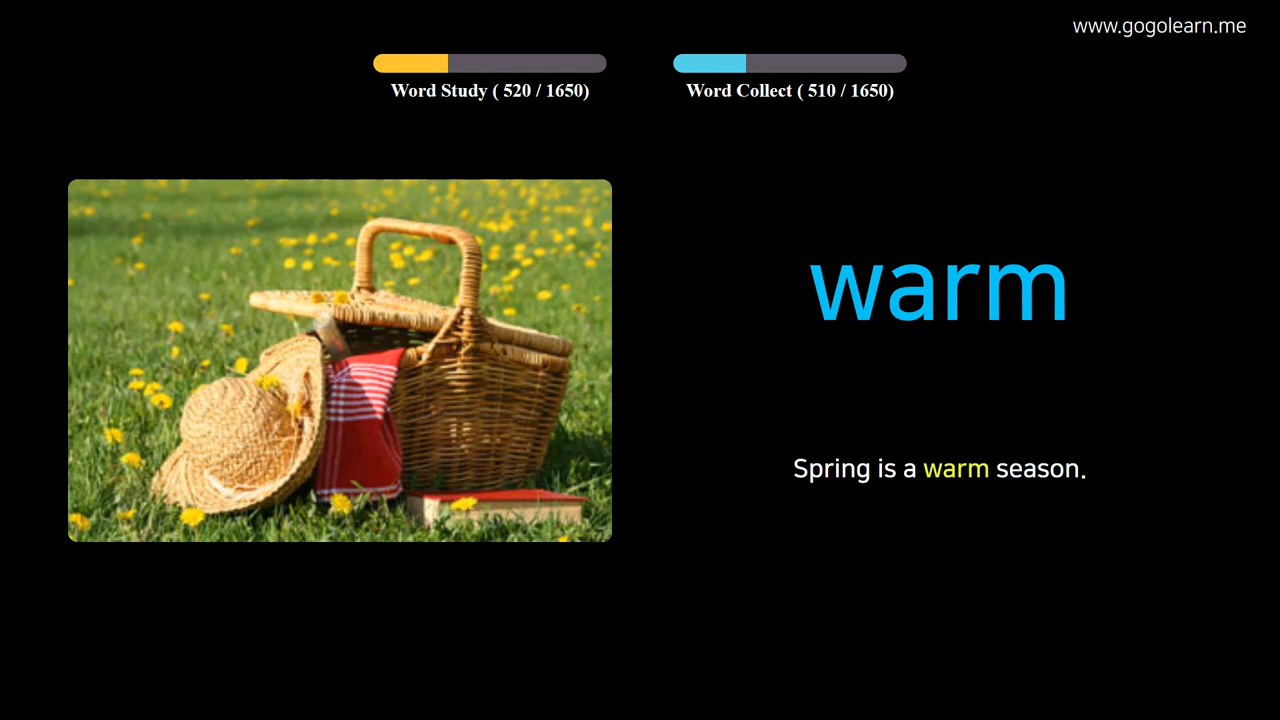 www.gogolearn.me
Word Study ( 520 / 1650)
Word Collect ( 510 / 1650)
warm
Spring is a warm season.